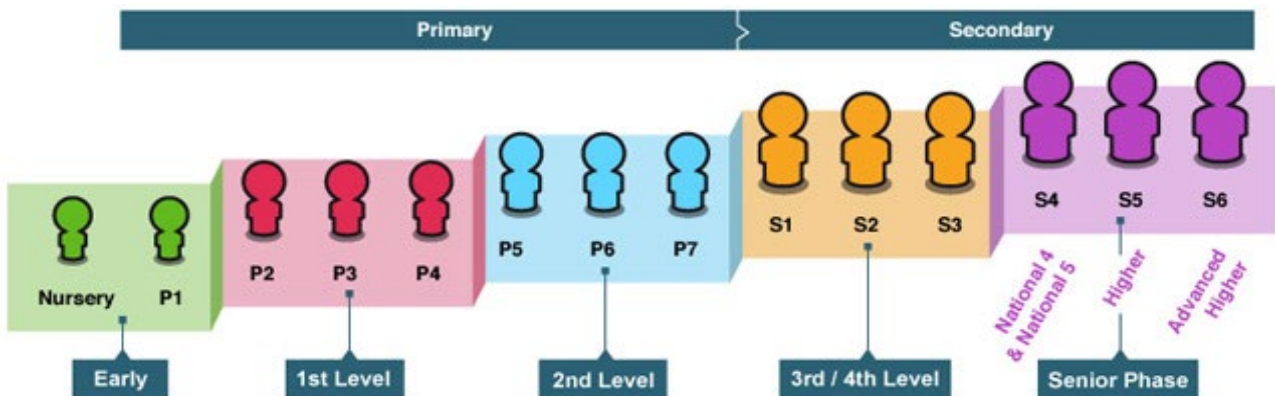 Primary
Secondary
Nursery
P1
P2
P3
P4
P5
P6
P7
S1
S2
S3
S4
S5
S6
National 4
& National 5
Higher
Advanced
Higher
Early
1st Level
2nd Level
3rd / 4th Level
Senior Phase